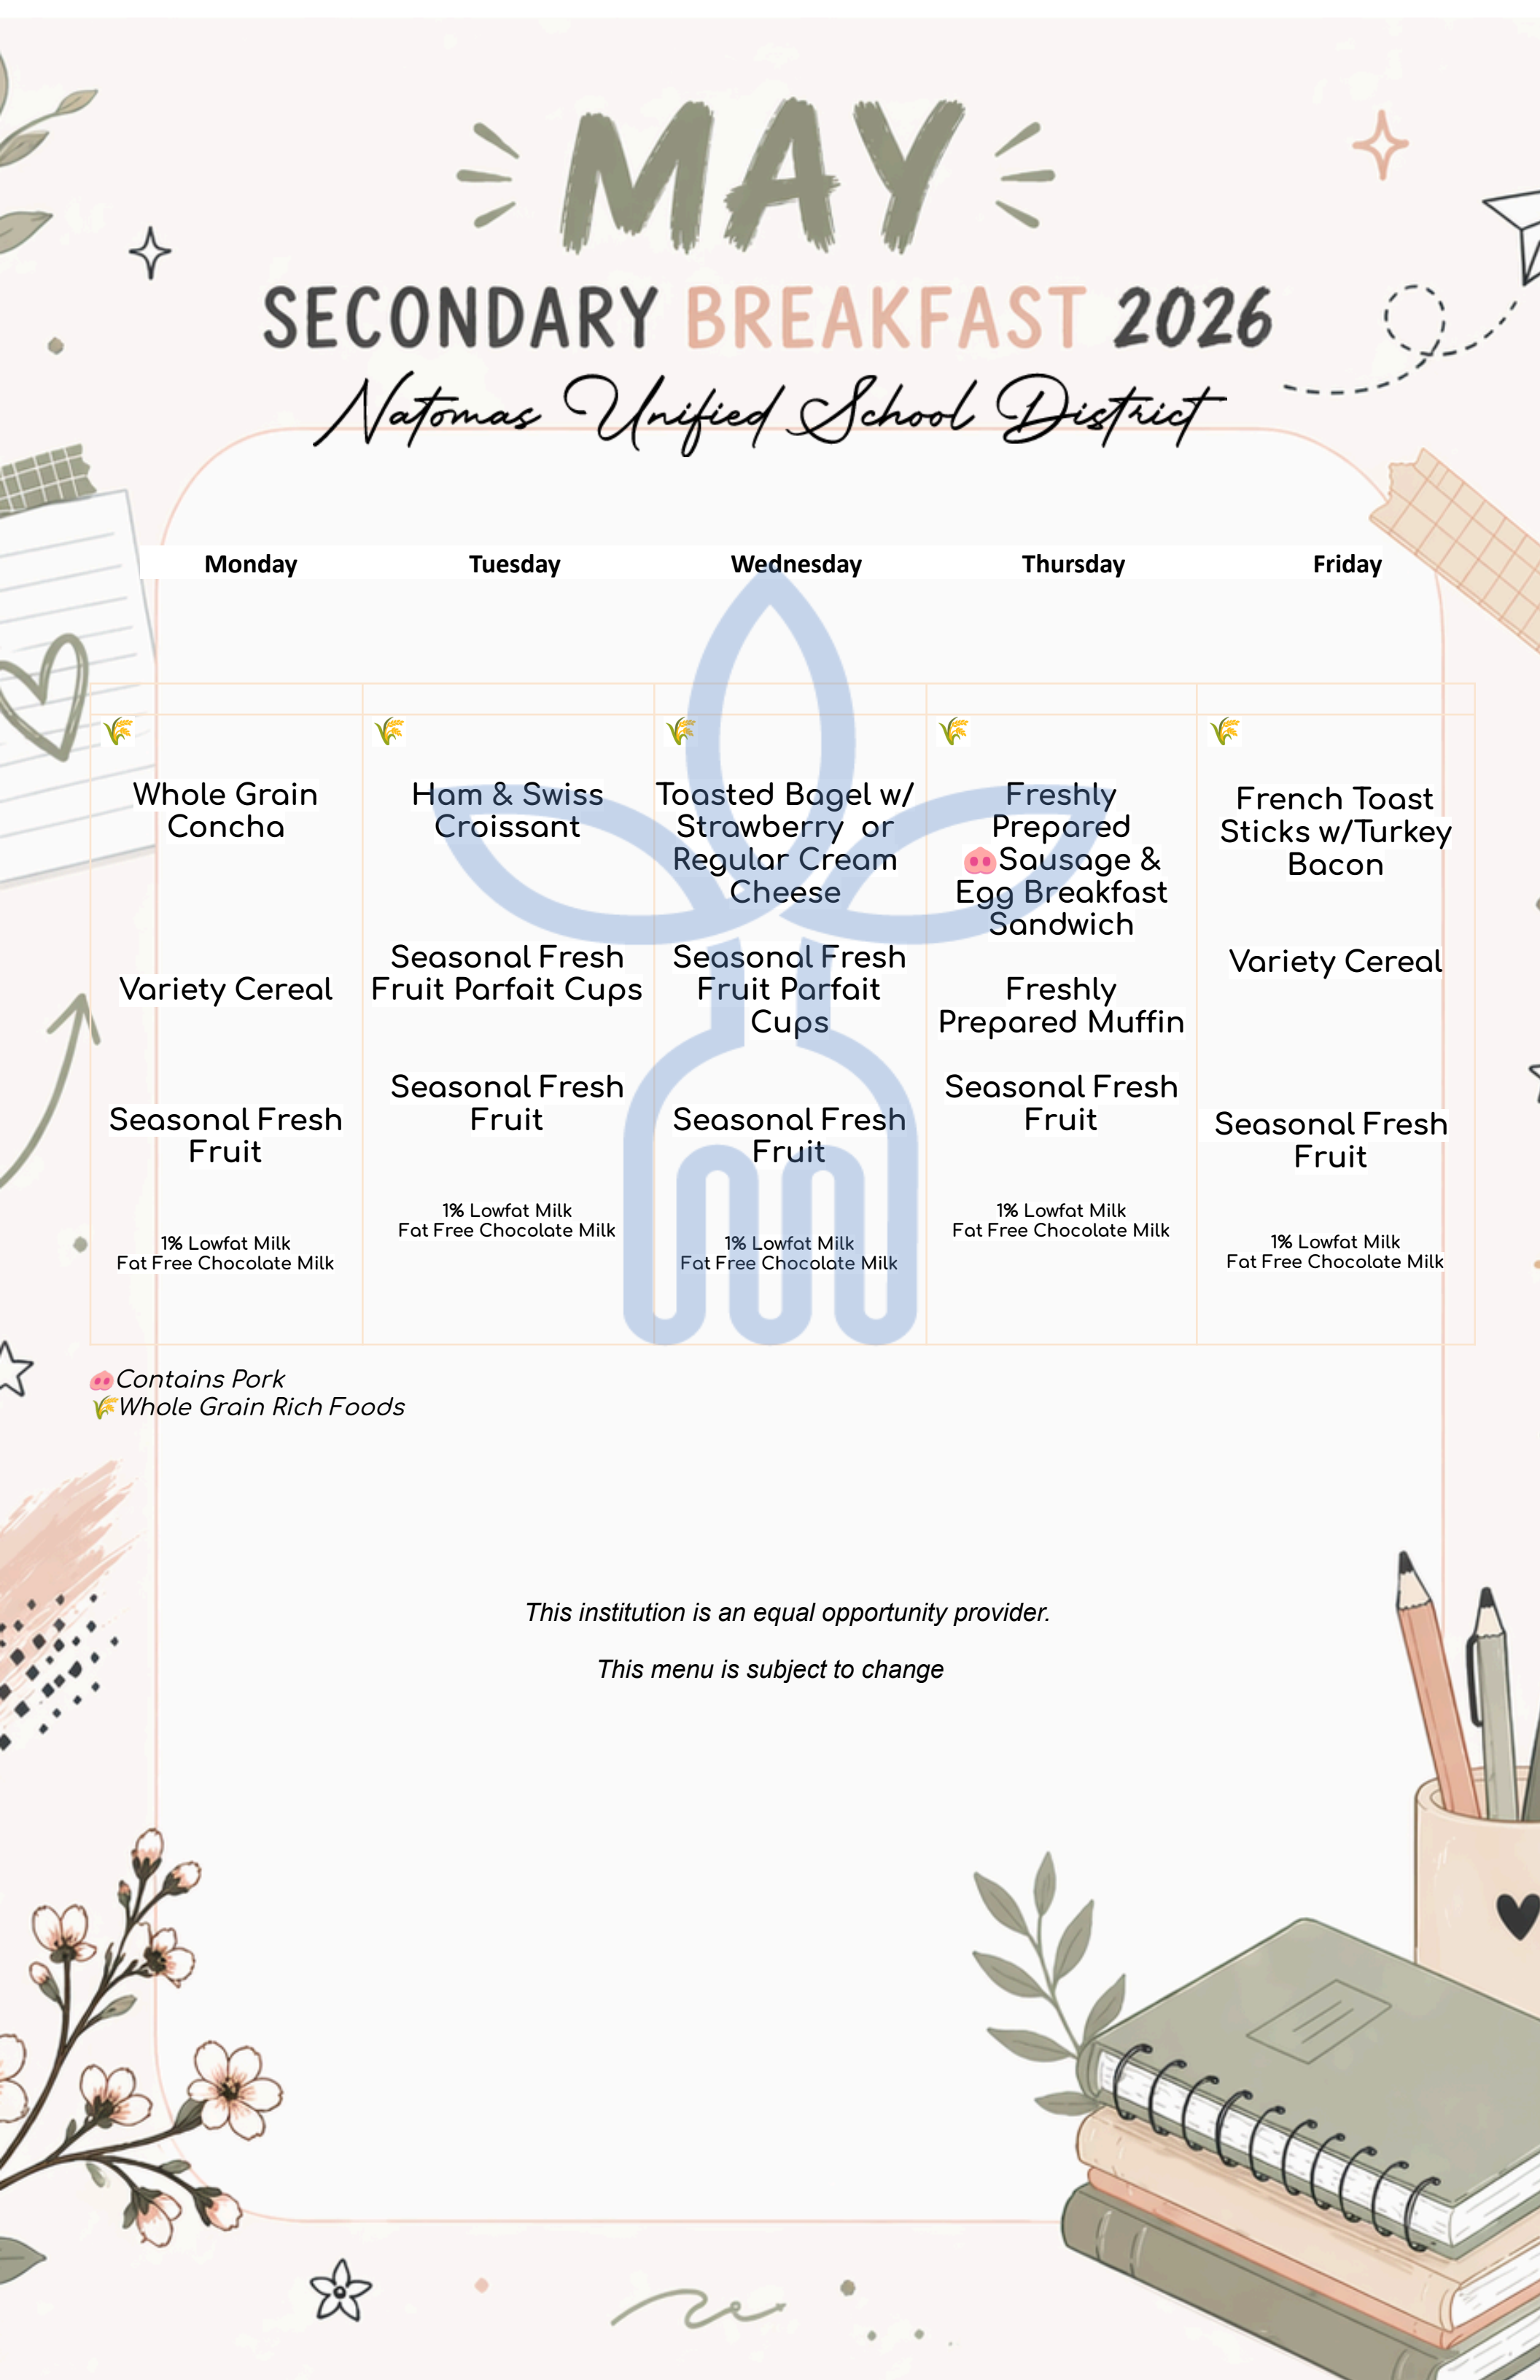 MAY
SECONDARY BREAKFAST 2026
Natomas Unified School District
Monday Tuesday Wednesday Thursday Friday
🌾
Whole Grain
Concha
Variety Cereal
Seasonal Fresh
Fruit
1% Lowfat Milk
Fat Free Chocolate Milk
🌾
Ham & Swiss
Croissant
Seasonal Fresh
Fruit Parfait Cups
Seasonal Fresh
Fruit
1% Lowfat Milk
Fat Free Chocolate Milk
🌾
Toasted Bagel w/
Strawberry or
Regular Cream
Cheese
Seasonal Fresh
Fruit Parfait
Cups
Seasonal Fresh
Fruit
1% Lowfat Milk
Fat Free Chocolate Milk
🌾
Freshly
Prepared
🐽Sausage &
Egg Breakfast
Sandwich
Freshly
Prepared Muffin
Seasonal Fresh
Fruit
1% Lowfat Milk
Fat Free Chocolate Milk
🌾
French Toast
Sticks w/Turkey
Bacon
Variety Cereal
Seasonal Fresh
Fruit
1% Lowfat Milk
Fat Free Chocolate Milk
🐽Contains Pork
🌾Whole Grain Rich Foods
This institution is an equal opportunity provider.
This menu is subject to change